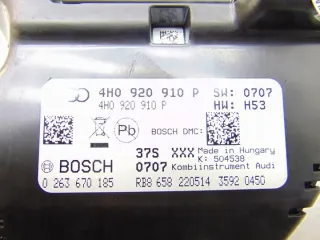 4H0 920 910 P SW: 0707
4H0 920 910 P HW: H53
Pb BOSCH DMC:
37S XXX Made in Hungary
K: 504538
BOSCH 0707 Kombiinstrument Audi
0 263 670 185 RB8 658 220514 3592 0450